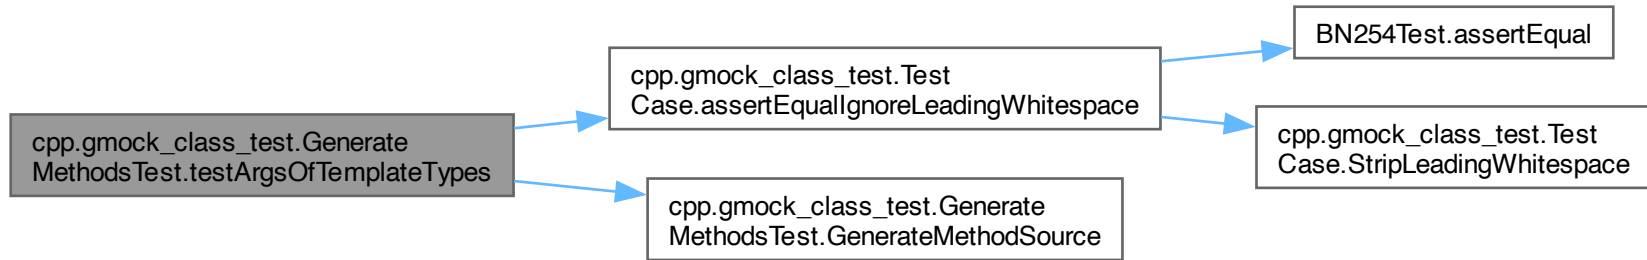 cpp.gmock_class_test.Generate
MethodsTest.testArgsOfTemplateTypes
cpp.gmock_class_test.Test
Case.assertEqualIgnoreLeadingWhitespace
BN254Test.assertEqual
cpp.gmock_class_test.Test
Case.StripLeadingWhitespace
cpp.gmock_class_test.Generate
MethodsTest.GenerateMethodSource